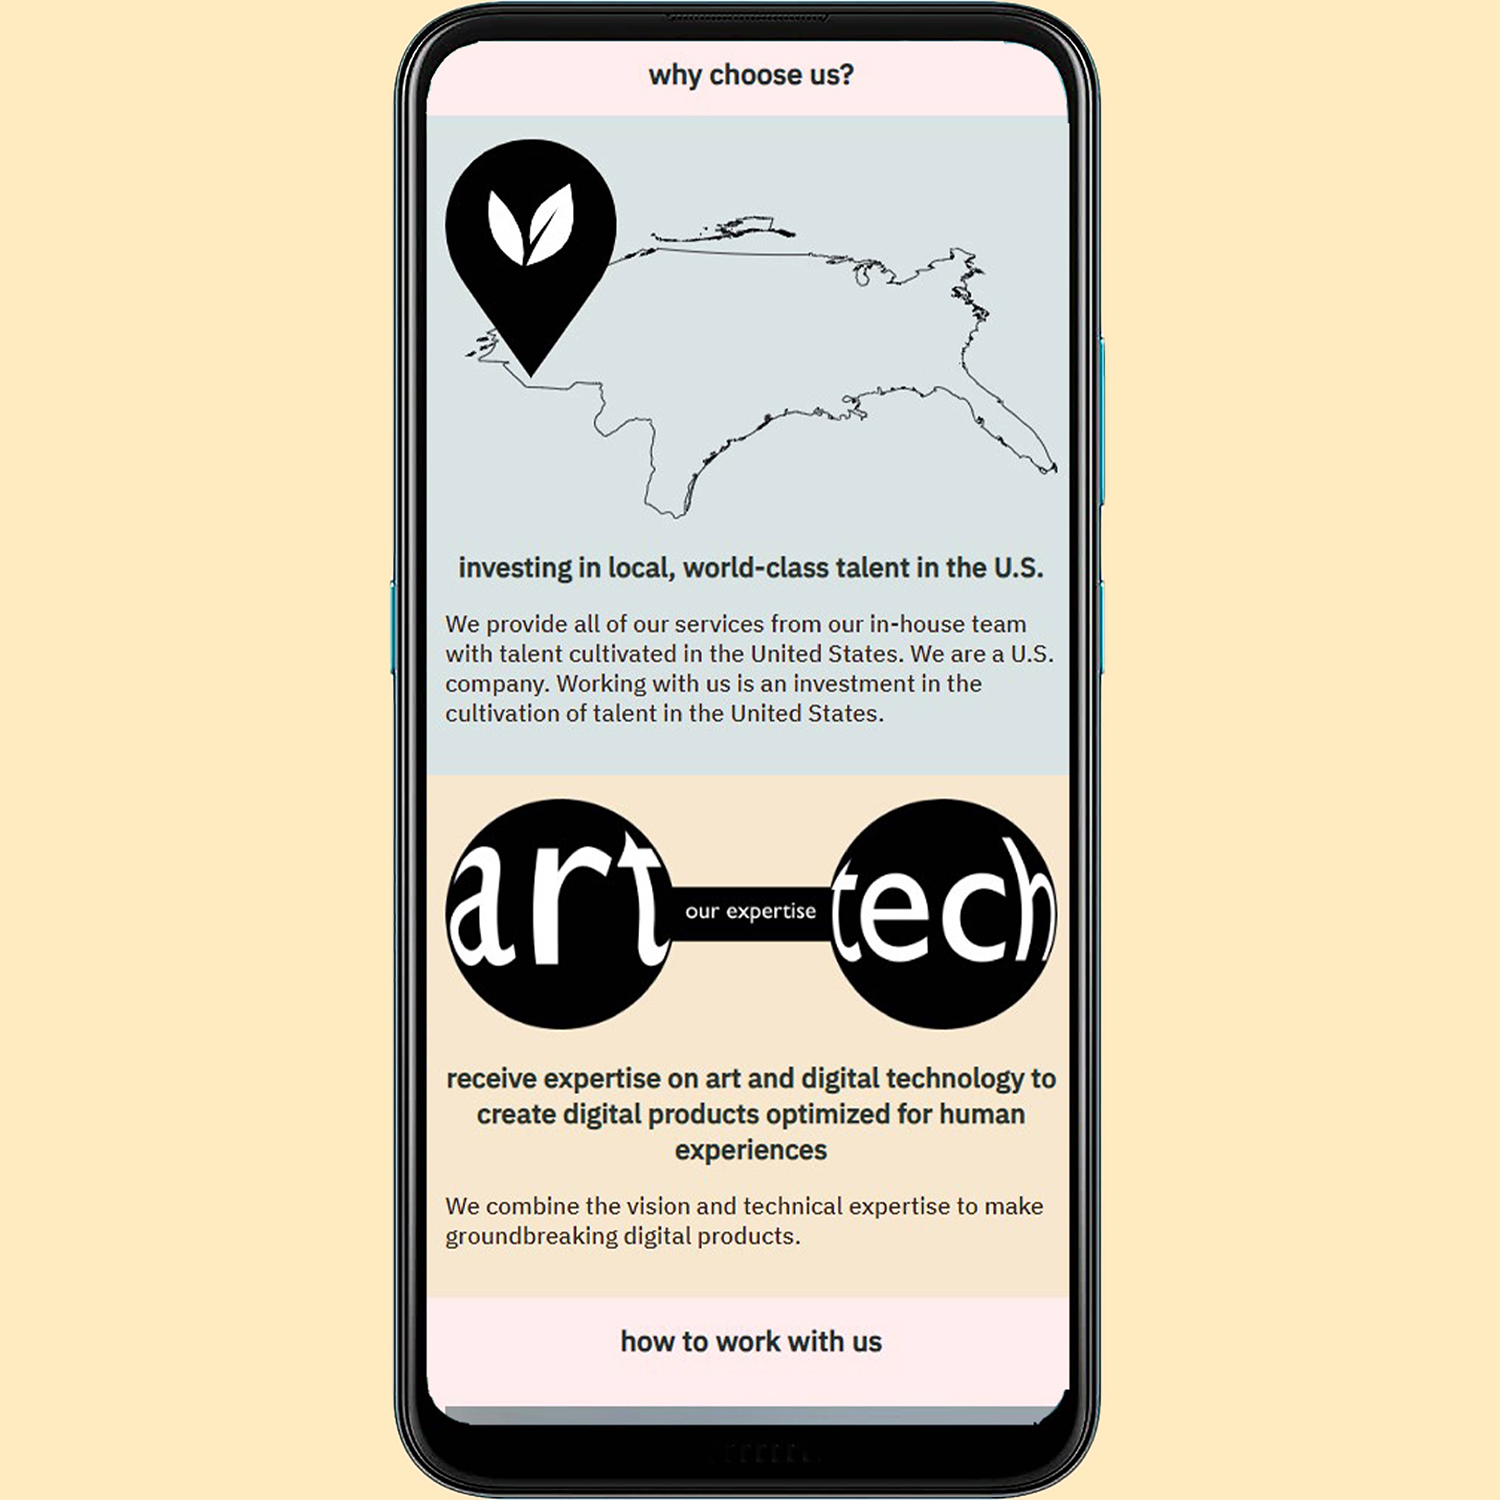 why choose us?
investing in local, world-class talent in the U.S.
We provide all of our services from our in-house team
with talent cultivated in the United States. We are a U.S.
company. Working with us is an investment in the
cultivation of talent in the United States.
art our expertise tech
receive expertise on art and digital technology to
create digital products optimized for human
experiences
We combine the vision and technical expertise to make
groundbreaking digital products.
how to work with us